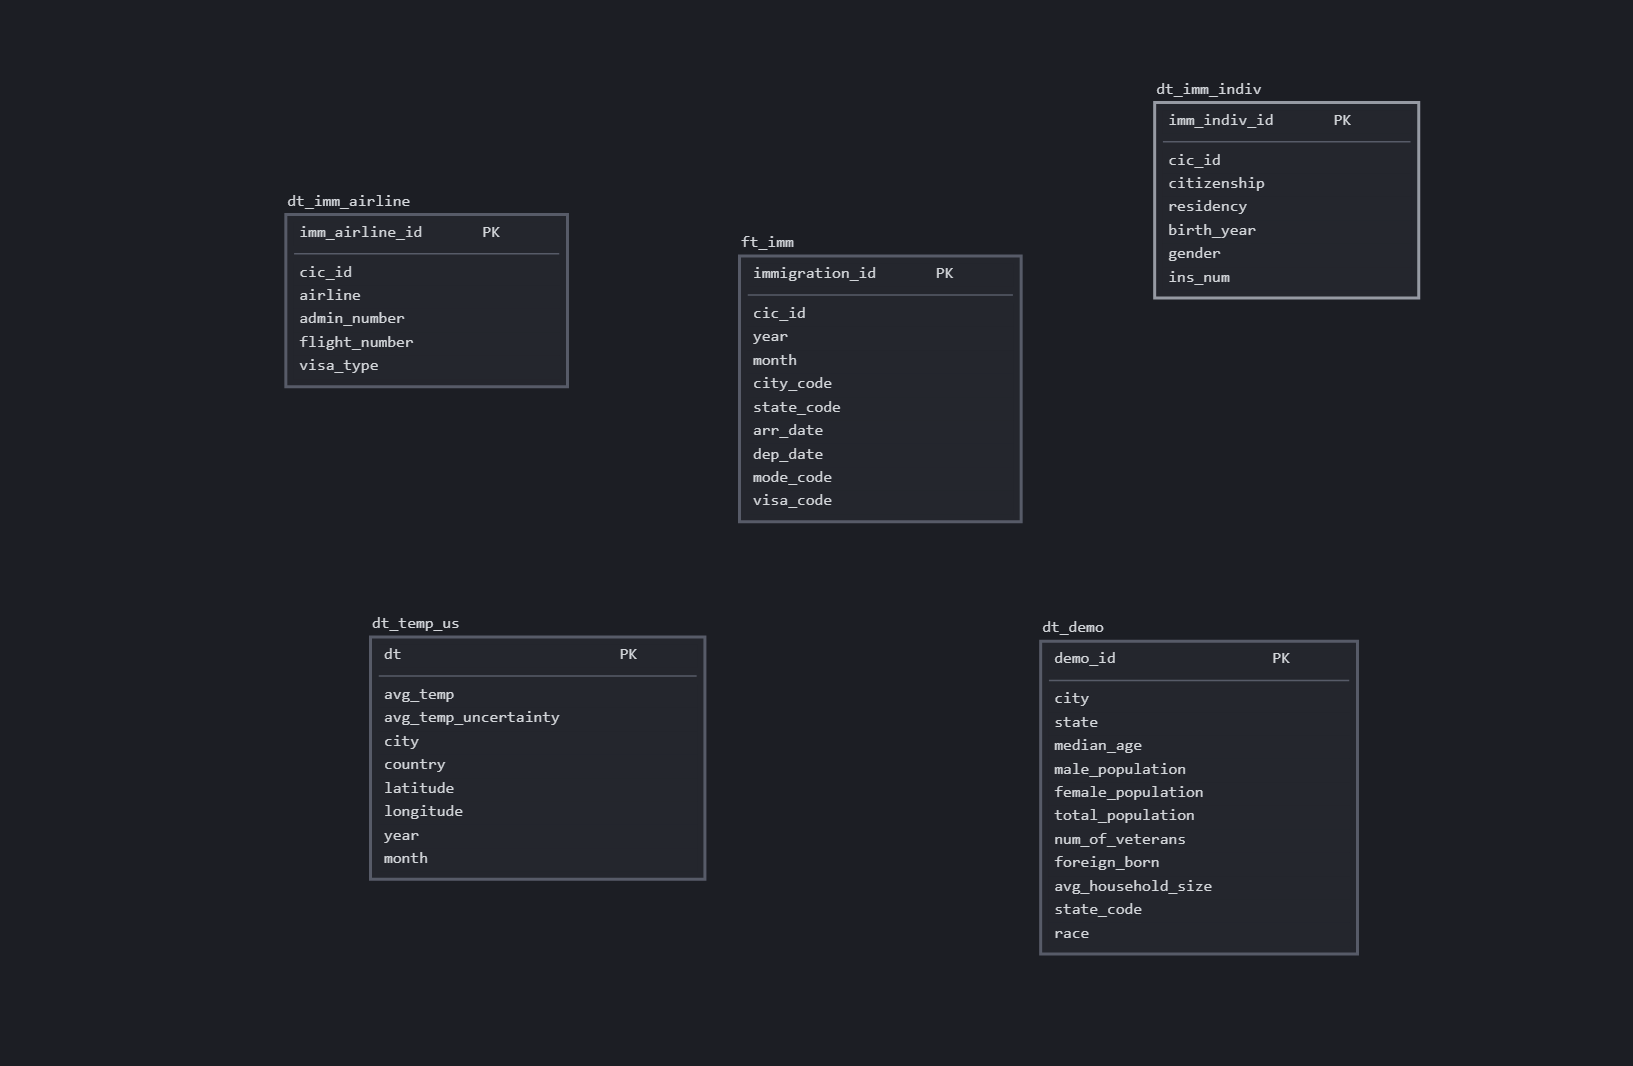 dt_imm_indiv
imm_indiv_id PK
cic_id
citizenship
residency
birth_year
gender
ins_num
dt_imm_airline
imm_airline_id PK
cic_id
airline
admin_number
flight_number
visa_type
ft_imm
immigration_id PK
cic_id
year
month
city_code
state_code
arr_date
dep_date
mode_code
visa_code
dt_temp_us
dt PK
avg_temp
avg_temp_uncertainty
city
country
latitude
longitude
year
month
dt_demo
demo_id PK
city
state
median_age
male_population
female_population
total_population
num_of_veterans
foreign_born
avg_household_size
state_code
race